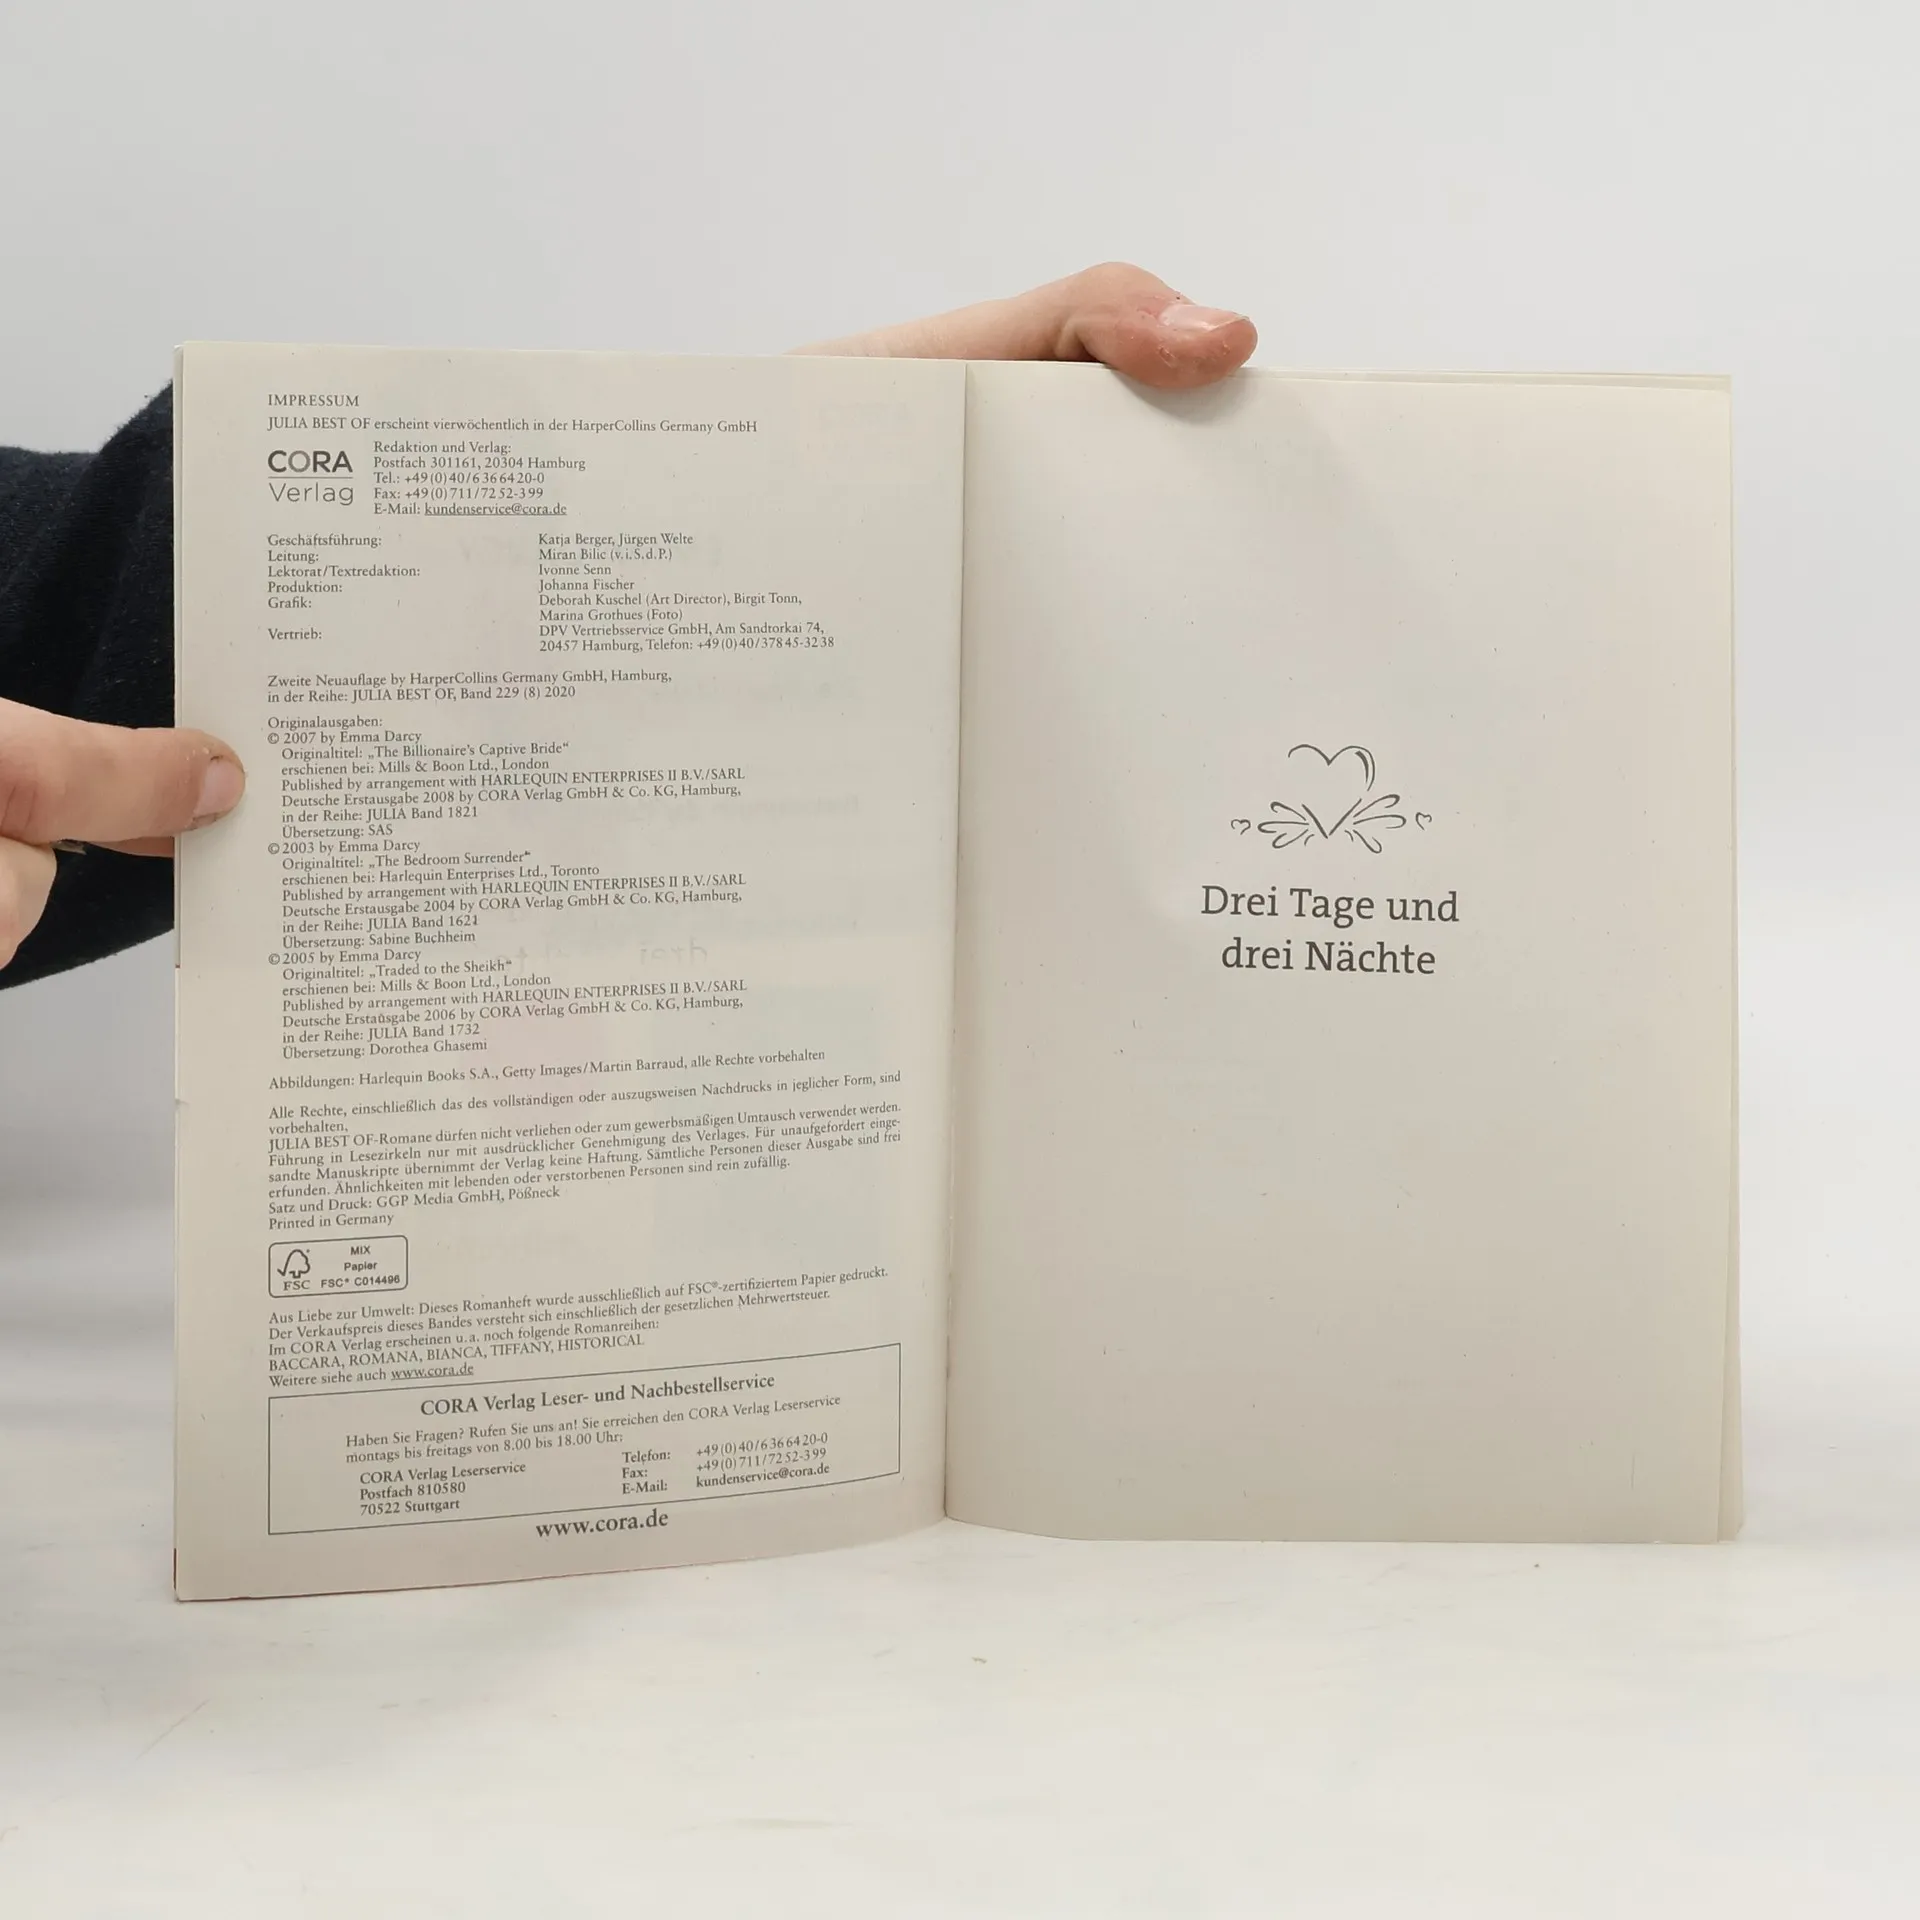 IMPRESSUM
JULIA BEST OF erscheint vierwöchentlich in der HarperCollins Germany GmbH
CORA
Verlag
Redaktion und Verlag:
Postfach 301161, 20304 Hamburg
Tel.: +49(0)40/6366420-0
Fax: +49(0)711/7252-399
E-Mail: kundenservice@cora.de
Geschäftsführung: Katja Berger, Jürgen Welte
Leitung: Miran Bilic (v.i.S.d.P.)
Lektorat/Textredaktion: Ivonne Senn
Produktion: Johanna Fischer
Grafik: Deborah Kuschel (Art Director), Birgit Tonn,
Marina Grothues (Foto)
Vertrieb: DPV Vertriebsservice GmbH, Am Sandtorkai 74,
20457 Hamburg, Telefon: +49(0)40/37845-3238
Zweite Neuauflage by HarperCollins Germany GmbH, Hamburg,
in der Reihe: JULIA BEST OF, Band 229 (8) 2020
Originalausgaben:
© 2007 by Emma Darcy
Originaltitel: „The Billionaire's Captive Bride“
erschienen bei: Mills & Boon Ltd., London
Published by arrangement with HARLEQUIN ENTERPRISES II B.V./SARL
Deutsche Erstausgabe 2008 by CORA Verlag GmbH & Co. KG, Hamburg,
in der Reihe: JULIA Band 1821
Übersetzung: SAS
© 2003 by Emma Darcy
Originaltitel: „The Bedroom Surrender“
erschienen bei: Harlequin Enterprises Ltd., Toronto
Published by arrangement with HARLEQUIN ENTERPRISES II B.V./SARL
Deutsche Erstausgabe 2004 by CORA Verlag GmbH & Co. KG, Hamburg,
in der Reihe: JULIA Band 1621
Übersetzung: Sabine Buchheim
© 2005 by Emma Darcy
Originaltitel: „Traded to the Sheikh“
erschienen bei: Mills & Boon Ltd., London
Published by arrangement with HARLEQUIN ENTERPRISES II B.V./SARL
Deutsche Erstausgabe 2006 by CORA Verlag GmbH & Co. KG, Hamburg,
in der Reihe: JULIA Band 1732
Übersetzung: Dorothea Ghasemi
Abbildungen: Harlequin Books S.A., Getty Images/Martin Barraud, alle Rechte vorbehalten
Alle Rechte, einschließlich das des vollständigen oder auszugsweisen Nachdrucks in jeglicher Form, sind
vorbehalten.
JULIA BEST OF-Romane dürfen nicht verliehen oder zum gewerbsmäßigen Umtausch verwendet werden.
Führung in Lesezirkeln nur mit ausdrücklicher Genehmigung des Verlages. Für unaufgefordert einge-
sandte Manuskripte übernimmt der Verlag keine Haftung. Sämtliche Personen dieser Ausgabe sind frei
erfunden. Ähnlichkeiten mit lebenden oder verstorbenen Personen sind rein zufällig.
Satz und Druck: GGP Media GmbH, Pößneck
Printed in Germany
MIX
Papier
FSC FSC® C014496
Aus Liebe zur Umwelt: Dieses Romanheft wurde ausschließlich auf FSC®-zertifiziertem Papier gedruckt.
Der Verkaufspreis dieses Bandes versteht sich einschließlich der gesetzlichen Mehrwertsteuer.
Im CORA Verlag erscheinen u.a. noch folgende Romanreihen:
BACCARA, ROMANA, BIANCA, TIFFANY, HISTORICAL
Weitere siehe auch www.cora.de
CORA Verlag Leser- und Nachbestellservice
Haben Sie Fragen? Rufen Sie uns an! Sie erreichen den CORA Verlag Leserservice
montags bis freitags von 8.00 bis 18.00 Uhr:
CORA Verlag Leserservice
Postfach 810580
70522 Stuttgart
Telefon: +49(0)40/6366420-0
Fax: +49(0)711/7252-399
E-Mail: kundenservice@cora.de
www.cora.de
Drei Tage und
drei Nächte